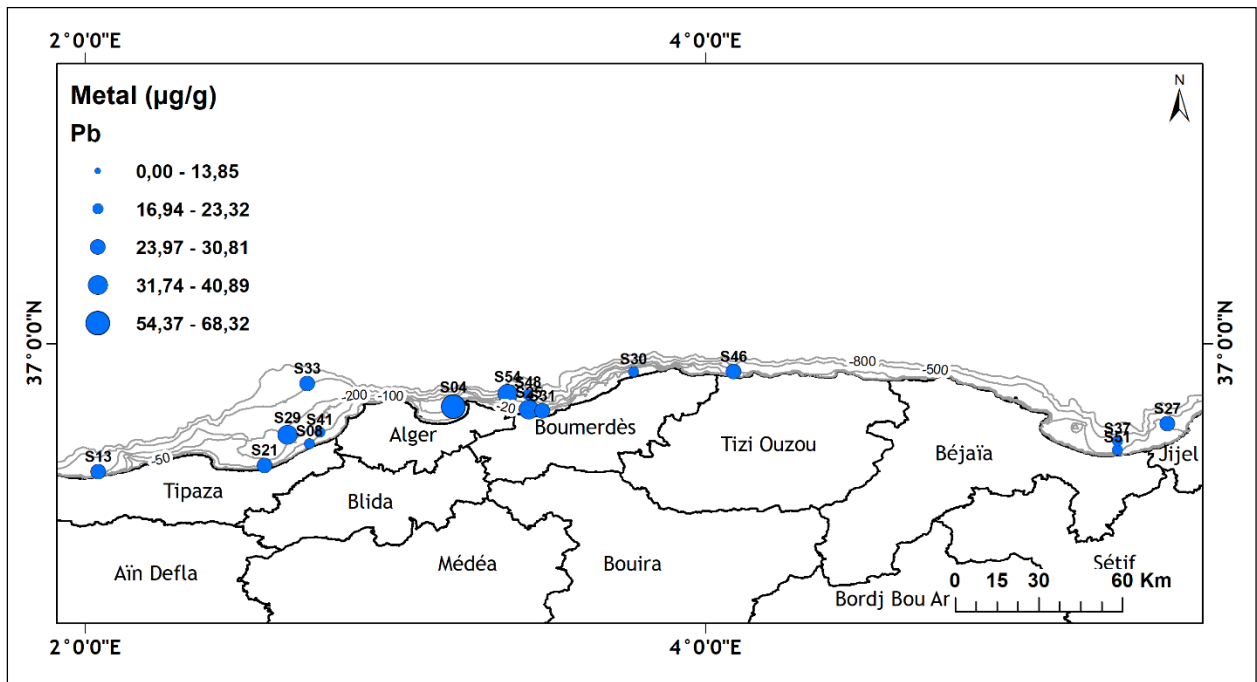 2°0'0"E
4°0'0"E
Metal (µg/g)
Pb
0,00 - 13,85
16,94 - 23,32
23,97 - 30,81
31,74 - 40,89
54,37 - 68,32
N
37°0'0"N
37°0'0"N
S30
S46
-800
-500
S33
S54
S48
-200
-100
S04
S31
-20
S27
S29
S41
S08
Alger
Boumerdès
S37
S51
S13
-50
S21
Tizi Ouzou
Béjaïa
Jijel
Tipaza
Blida
Aïn Defla
Médéa
Bouira
Sétif
0 15 30 60 Km
Bordj Bou Ar
2°0'0"E
4°0'0"E